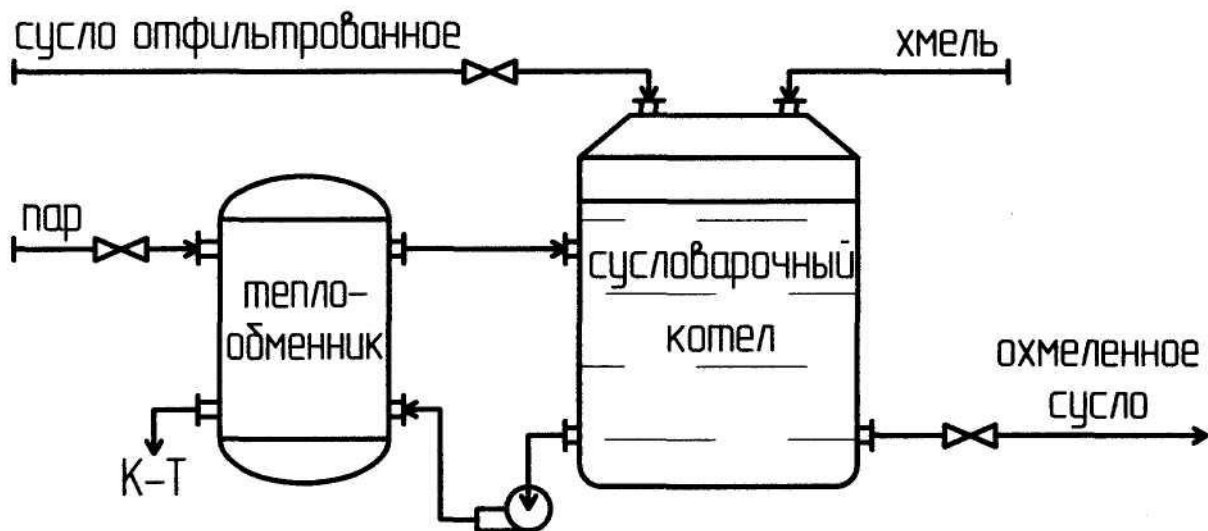 сусло отфильтрованное
хмель
пар
тепло-
обменник
сусловарочный
котел
охмеленное
сусло
К-Т